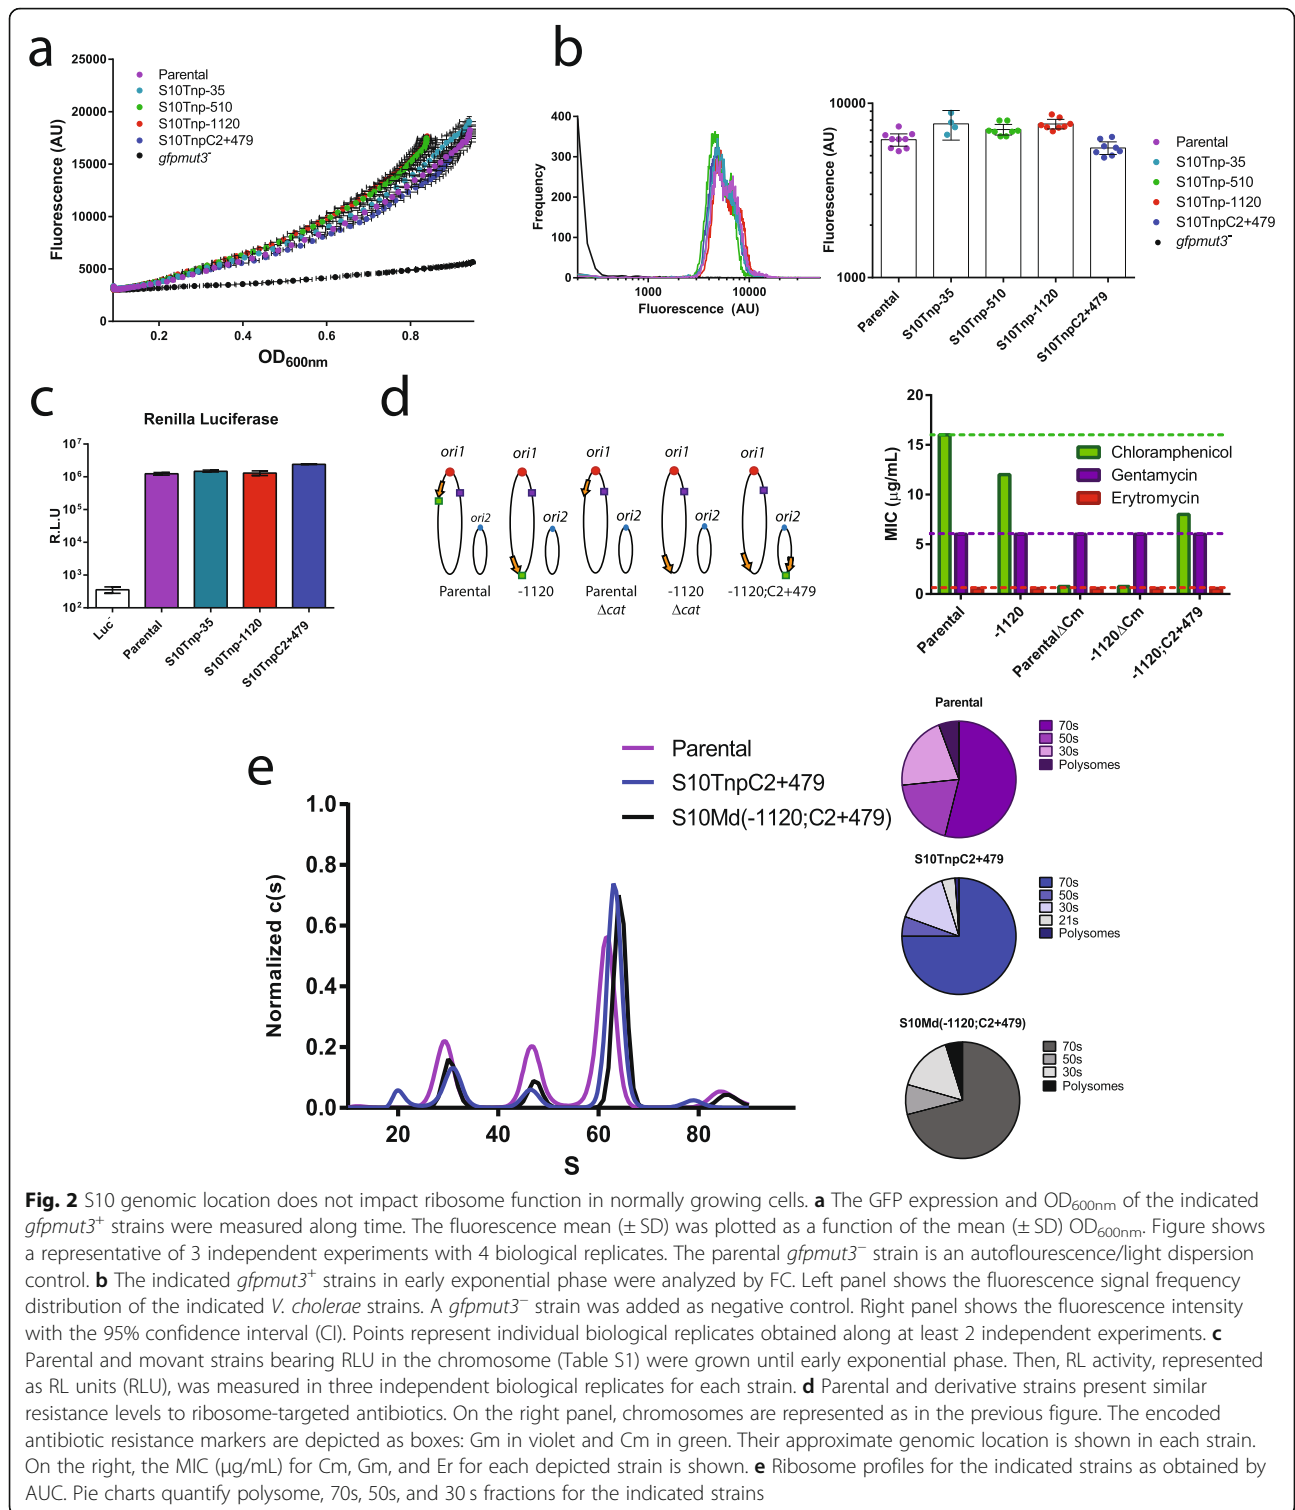 a
25000
20000
15000
10000
5000
0
Fluorescence (AU)
Parental
S10Tnp-35
S10Tnp-510
S10Tnp-1120
S10TnpC2+479
gfpmut3-
0.2
0.4
0.6
0.8
OD600nm
b
400
300
200
100
0
Frequency
1000
10000
Fluorescence (AU)
10000
1000
Fluorescence (AU)
Parental
S10Tnp-35
S10Tnp-510
S10Tnp-1120
S10TnpC2+479
Parental
S10Tnp-35
S10Tnp-510
S10Tnp-1120
S10TnpC2+479
gfpmut3-
c
Renilla Luciferase
10^7
10^6
10^5
10^4
10^3
10^2
R.L.U
Luc-
Parental
S10Tnp-35
S10Tnp-1120
S10TnpC2+479
d
ori1
ori1
ori1
ori1
ori1
ori2
ori2
ori2
ori2
ori2
Parental
-1120
Parental
Δcat
-1120
Δcat
-1120;C2+479
20
15
10
5
0
MIC (µg/mL)
Chloramphenicol
Gentamycin
Erytromycin
Parental
-1120
ParentalΔCm
-1120ΔCm
-1120;C2+479
e
Parental
S10TnpC2+479
S10Md(-1120;C2+479)
1.0
0.8
0.6
0.4
0.2
0.0
Normalized c(s)
20
40
60
80
S
Parental
70s
50s
30s
Polysomes
S10TnpC2+479
70s
50s
30s
21s
Polysomes
S10Md(-1120;C2+479)
70s
50s
30s
Polysomes
Fig. 2 S10 genomic location does not impact ribosome function in normally growing cells. a The GFP expression and OD600nm of the indicated
gfpmut3+ strains were measured along time. The fluorescence mean (± SD) was plotted as a function of the mean (± SD) OD600nm. Figure shows
a representative of 3 independent experiments with 4 biological replicates. The parental gfpmut3− strain is an autoflourescence/light dispersion
control. b The indicated gfpmut3+ strains in early exponential phase were analyzed by FC. Left panel shows the fluorescence signal frequency
distribution of the indicated V. cholerae strains. A gfpmut3− strain was added as negative control. Right panel shows the fluorescence intensity
with the 95% confidence interval (CI). Points represent individual biological replicates obtained along at least 2 independent experiments. c
Parental and movant strains bearing RLU in the chromosome (Table S1) were grown until early exponential phase. Then, RL activity, represented
as RL units (RLU), was measured in three independent biological replicates for each strain. d Parental and derivative strains present similar
resistance levels to ribosome-targeted antibiotics. On the right panel, chromosomes are represented as in the previous figure. The encoded
antibiotic resistance markers are depicted as boxes: Gm in violet and Cm in green. Their approximate genomic location is shown in each strain.
On the right, the MIC (µg/mL) for Cm, Gm, and Er for each depicted strain is shown. e Ribosome profiles for the indicated strains as obtained by
AUC. Pie charts quantify polysome, 70s, 50s, and 30 s fractions for the indicated strains